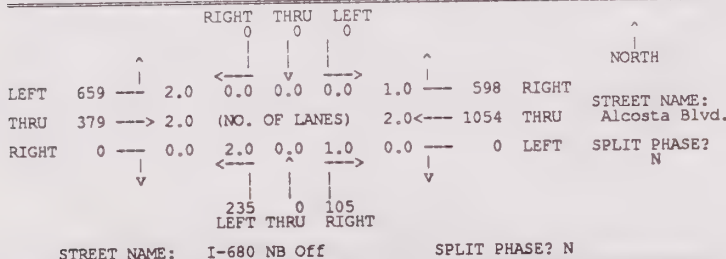 RIGHT THRU LEFT
0 0 0
^ | | | ^ ^
| | | | | |
<--- v ---> NORTH
LEFT 659 --- 2.0 0.0 0.0 0.0 1.0 --- 598 RIGHT
STREET NAME:
THRU 379 ---> 2.0 (NO. OF LANES) 2.0<--- 1054 THRU Alcosta Blvd.
RIGHT 0 --- 0.0 2.0 0.0 1.0 0.0 --- 0 LEFT SPLIT PHASE?
| <--- ^ ---> | N
v | | | v
235 0 105
LEFT THRU RIGHT
STREET NAME: I-680 NB Off SPLIT PHASE? N